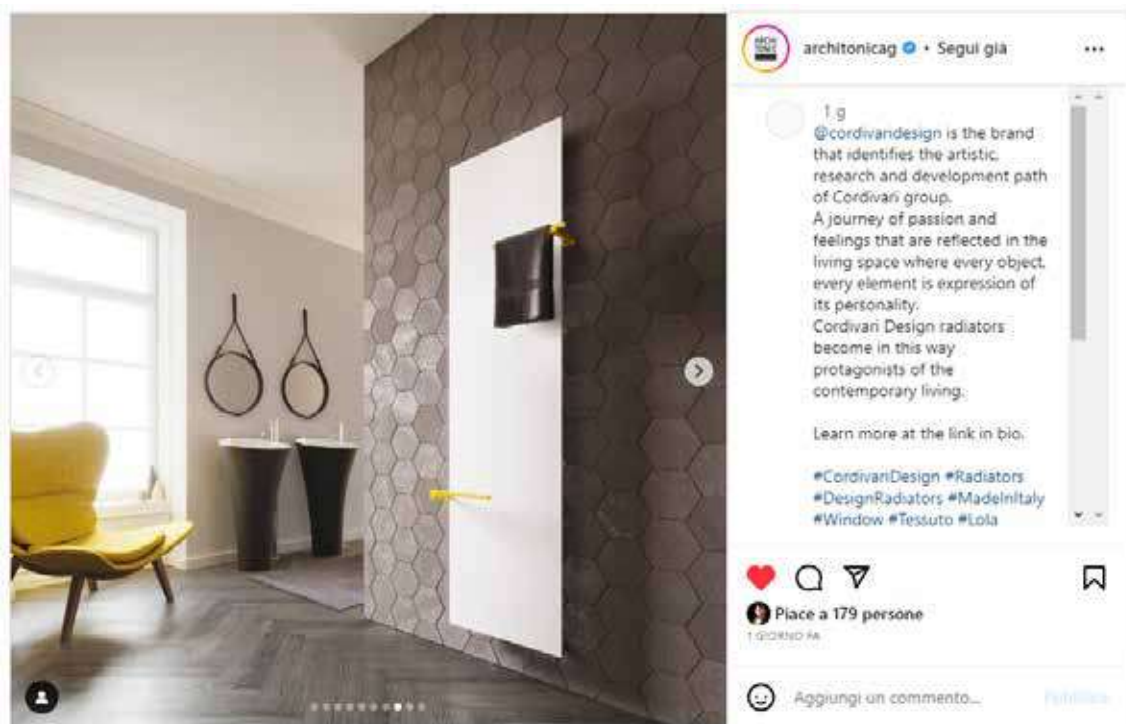 ARCH
TONIC
architonicag • Segui già
1 g
@cordivaridesign is the brand
that identifies the artistic,
research and development path
of Cordivari group.
A journey of passion and
feelings that are reflected in the
living space where every object,
every element is expression of
its personality.
Cordivari Design radiators
become in this way
protagonists of the
contemporary living.
Learn more at the link in bio.
#CordivariDesign #Radiators
#DesignRadiators #MadeInItaly
#Window #Tessuto #Lola
Piace a 179 persone
1 GIORNO FA
Aggiungi un commento...
Pubblica